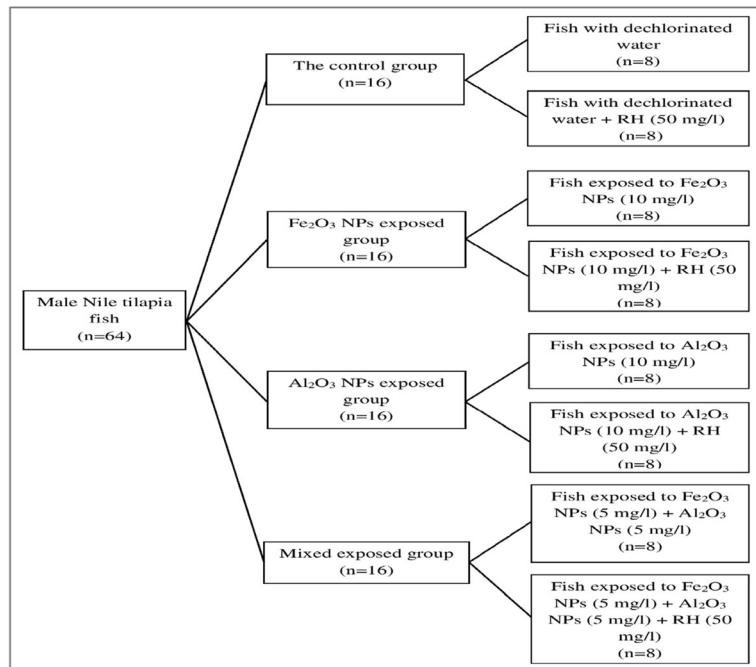 Male Nile tilapia
fish
(n=64)
The control group
(n=16)
Fish with dechlorinated
water
(n=8)
Fish with dechlorinated
water + RH (50 mg/l)
(n=8)
Fe₂O₃ NPs exposed
group
(n=16)
Fish exposed to Fe₂O₃
NPs (10 mg/l)
(n=8)
Fish exposed to Fe₂O₃
NPs (10 mg/l) + RH (50
mg/l)
(n=8)
Al₂O₃ NPs exposed
group
(n=16)
Fish exposed to Al₂O₃
NPs (10 mg/l)
(n=8)
Fish exposed to Al₂O₃
NPs (10 mg/l) + RH
(50 mg/l)
(n=8)
Mixed exposed group
(n=16)
Fish exposed to Fe₂O₃
NPs (5 mg/l) + Al₂O₃
NPs (5 mg/l)
(n=8)
Fish exposed to Fe₂O₃
NPs (5 mg/l) + Al₂O₃
NPs (5 mg/l) + RH (50
mg/l)
(n=8)